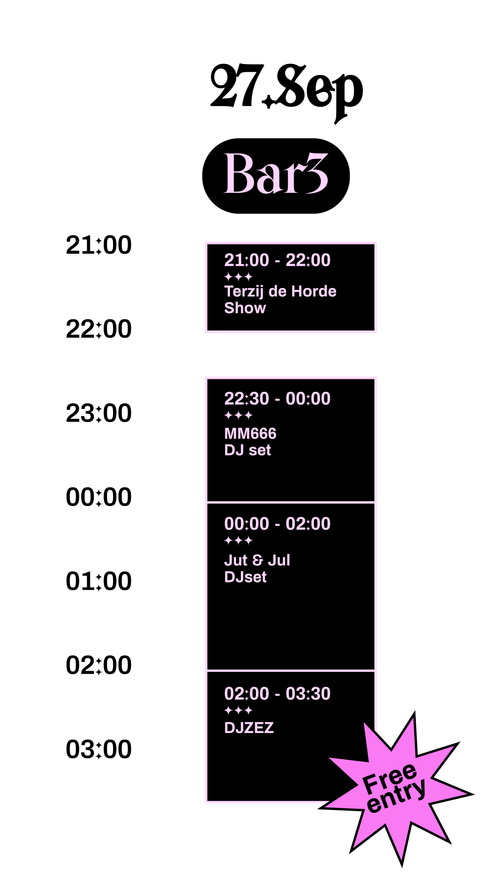 27.Sep
Bar3
21:00
22:00
23:00
00:00
01:00
02:00
03:00
21:00 - 22:00
✦✦✦
Terzij de Horde
Show
22:30 - 00:00
✦✦✦
MM666
DJ set
00:00 - 02:00
✦✦✦
Jut & Jul
DJset
02:00 - 03:30
✦✦✦
DJZEZ
Free
entry